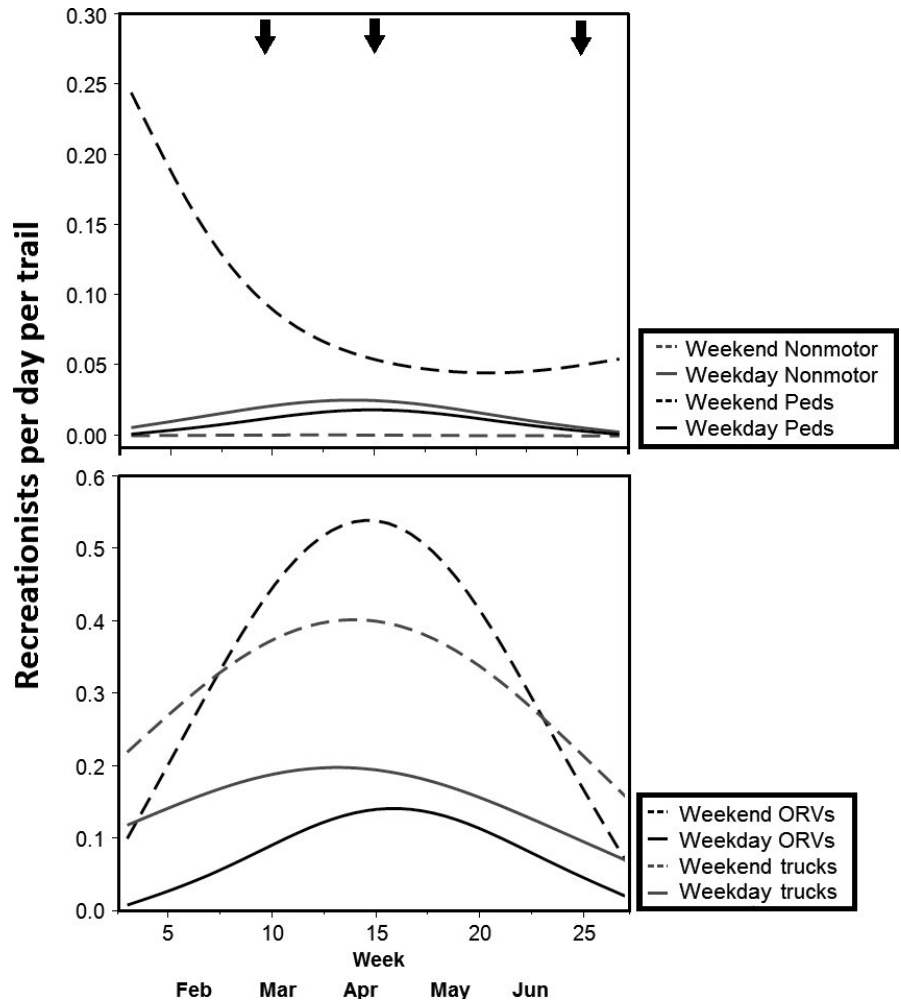 Recreationists per day per trail
0.30
0.25
0.20
0.15
0.10
0.05
0.00
Weekend Nonmotor
Weekday Nonmotor
Weekend Peds
Weekday Peds
0.6
0.5
0.4
0.3
0.2
0.1
0.0
Weekend ORVs
Weekday ORVs
Weekend trucks
Weekday trucks
5 10 15 20 25
Week
Feb Mar Apr May Jun